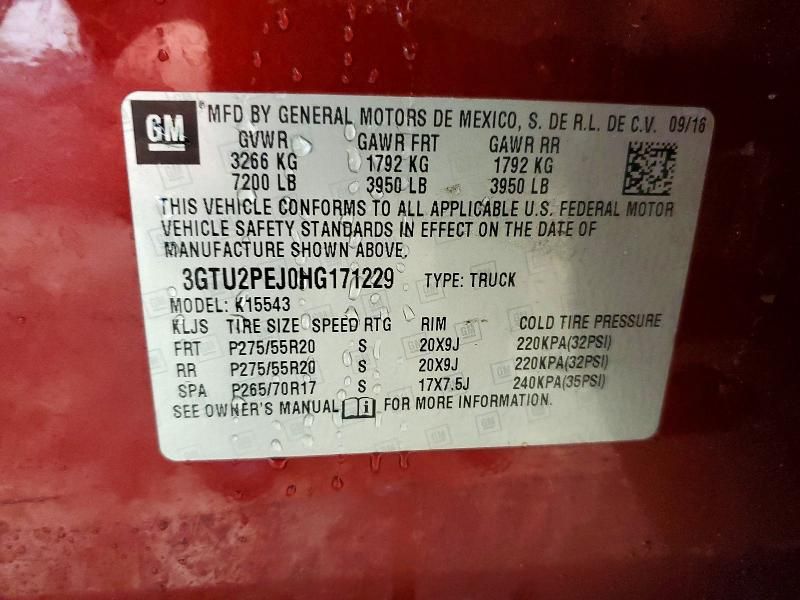 GM ® MFD BY GENERAL MOTORS DE MEXICO, S. DE R.L. DE C.V. 09/16
GVWR GAWR FRT GAWR RR
3266 KG 1792 KG 1792 KG
7200 LB 3950 LB 3950 LB
THIS VEHICLE CONFORMS TO ALL APPLICABLE U.S. FEDERAL MOTOR
VEHICLE SAFETY STANDARDS IN EFFECT ON THE DATE OF
MANUFACTURE SHOWN ABOVE.
3GTU2PEJ0HG171229 TYPE: TRUCK
MODEL: K15543
KLJS TIRE SIZE SPEED RTG RIM COLD TIRE PRESSURE
FRT P275/55R20 S 20X9J 220KPA(32PSI)
RR P275/55R20 S 20X9J 220KPA(32PSI)
SPA P265/70R17 S 17X7.5J 240KPA(35PSI)
SEE OWNER'S MANUAL i FOR MORE INFORMATION.